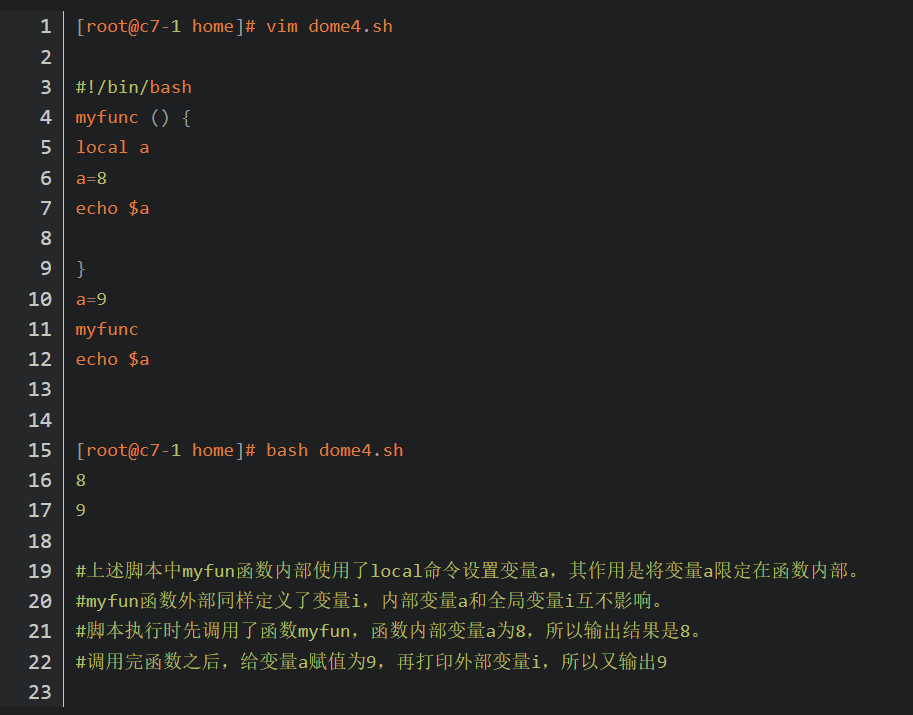 1 [root@c7-1 home]# vim dome4.sh
2
3 #!/bin/bash
4 myfunc () {
5 local a
6 a=8
7 echo $a
8
9 }
10 a=9
11 myfunc
12 echo $a
13
14
15 [root@c7-1 home]# bash dome4.sh
16 8
17 9
18
19 #上述脚本中myfun函数内部使用了local命令设置变量a，其作用是将变量a限定在函数内部。
20 #myfun函数外部同样定义了变量i，内部变量a和全局变量i互不影响。
21 #脚本执行时先调用了函数myfun，函数内部变量a为8，所以输出结果是8。
22 #调用完函数之后，给变量a赋值为9，再打印外部变量i，所以又输出9
23